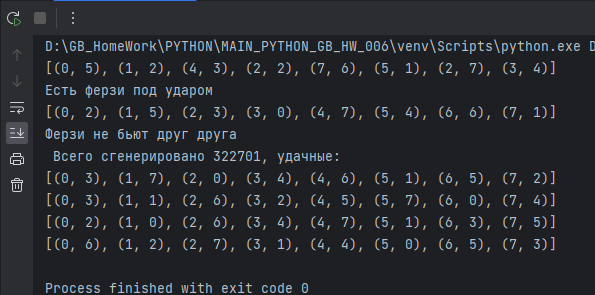 D:\GB_HomeWork\PYTHON\MAIN_PYTHON_GB_HW_006\venv\Scripts\python.exe D
[(0, 5), (1, 2), (4, 3), (2, 2), (7, 6), (5, 1), (2, 7), (3, 4)]
Есть ферзи под ударом
[(0, 2), (1, 5), (2, 3), (3, 0), (4, 7), (5, 4), (6, 6), (7, 1)]
Ферзи не бьют друг друга
 Всего сгенерировано 322701, удачные:
[(0, 3), (1, 7), (2, 0), (3, 4), (4, 6), (5, 1), (6, 5), (7, 2)]
[(0, 3), (1, 1), (2, 6), (3, 2), (4, 5), (5, 7), (6, 0), (7, 4)]
[(0, 2), (1, 0), (2, 6), (3, 4), (4, 7), (5, 1), (6, 3), (7, 5)]
[(0, 6), (1, 2), (2, 7), (3, 1), (4, 4), (5, 0), (6, 5), (7, 3)]
Process finished with exit code 0